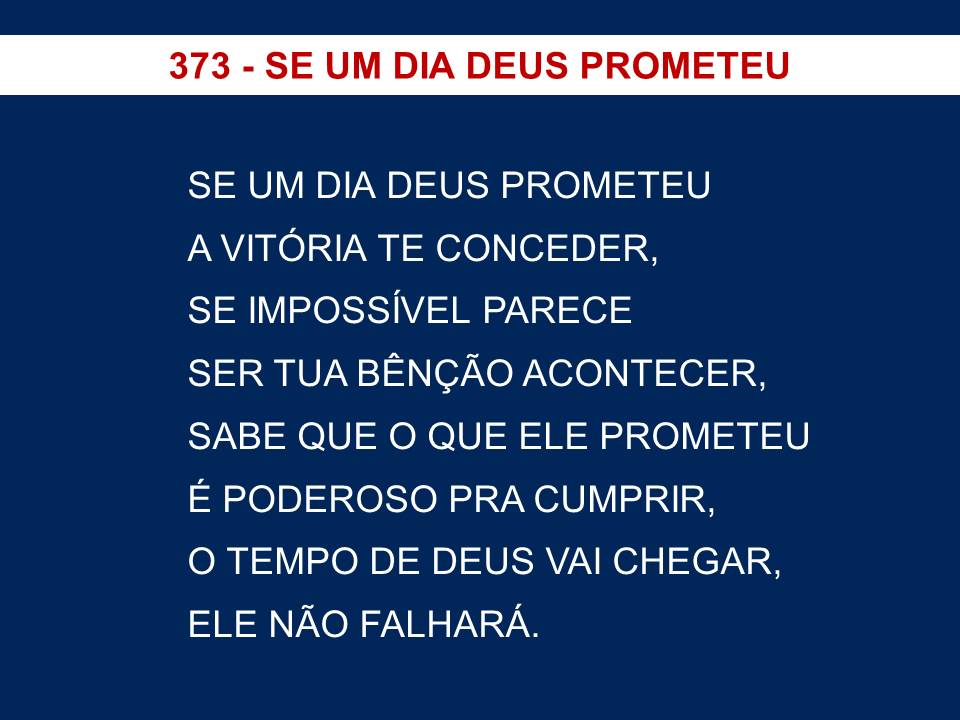 373 - SE UM DIA DEUS PROMETEU
SE UM DIA DEUS PROMETEU
A VITÓRIA TE CONCEDER,
SE IMPOSSÍVEL PARECE
SER TUA BÊNÇÃO ACONTECER,
SABE QUE O QUE ELE PROMETEU
É PODEROSO PRA CUMPRIR,
O TEMPO DE DEUS VAI CHEGAR,
ELE NÃO FALHARÁ.